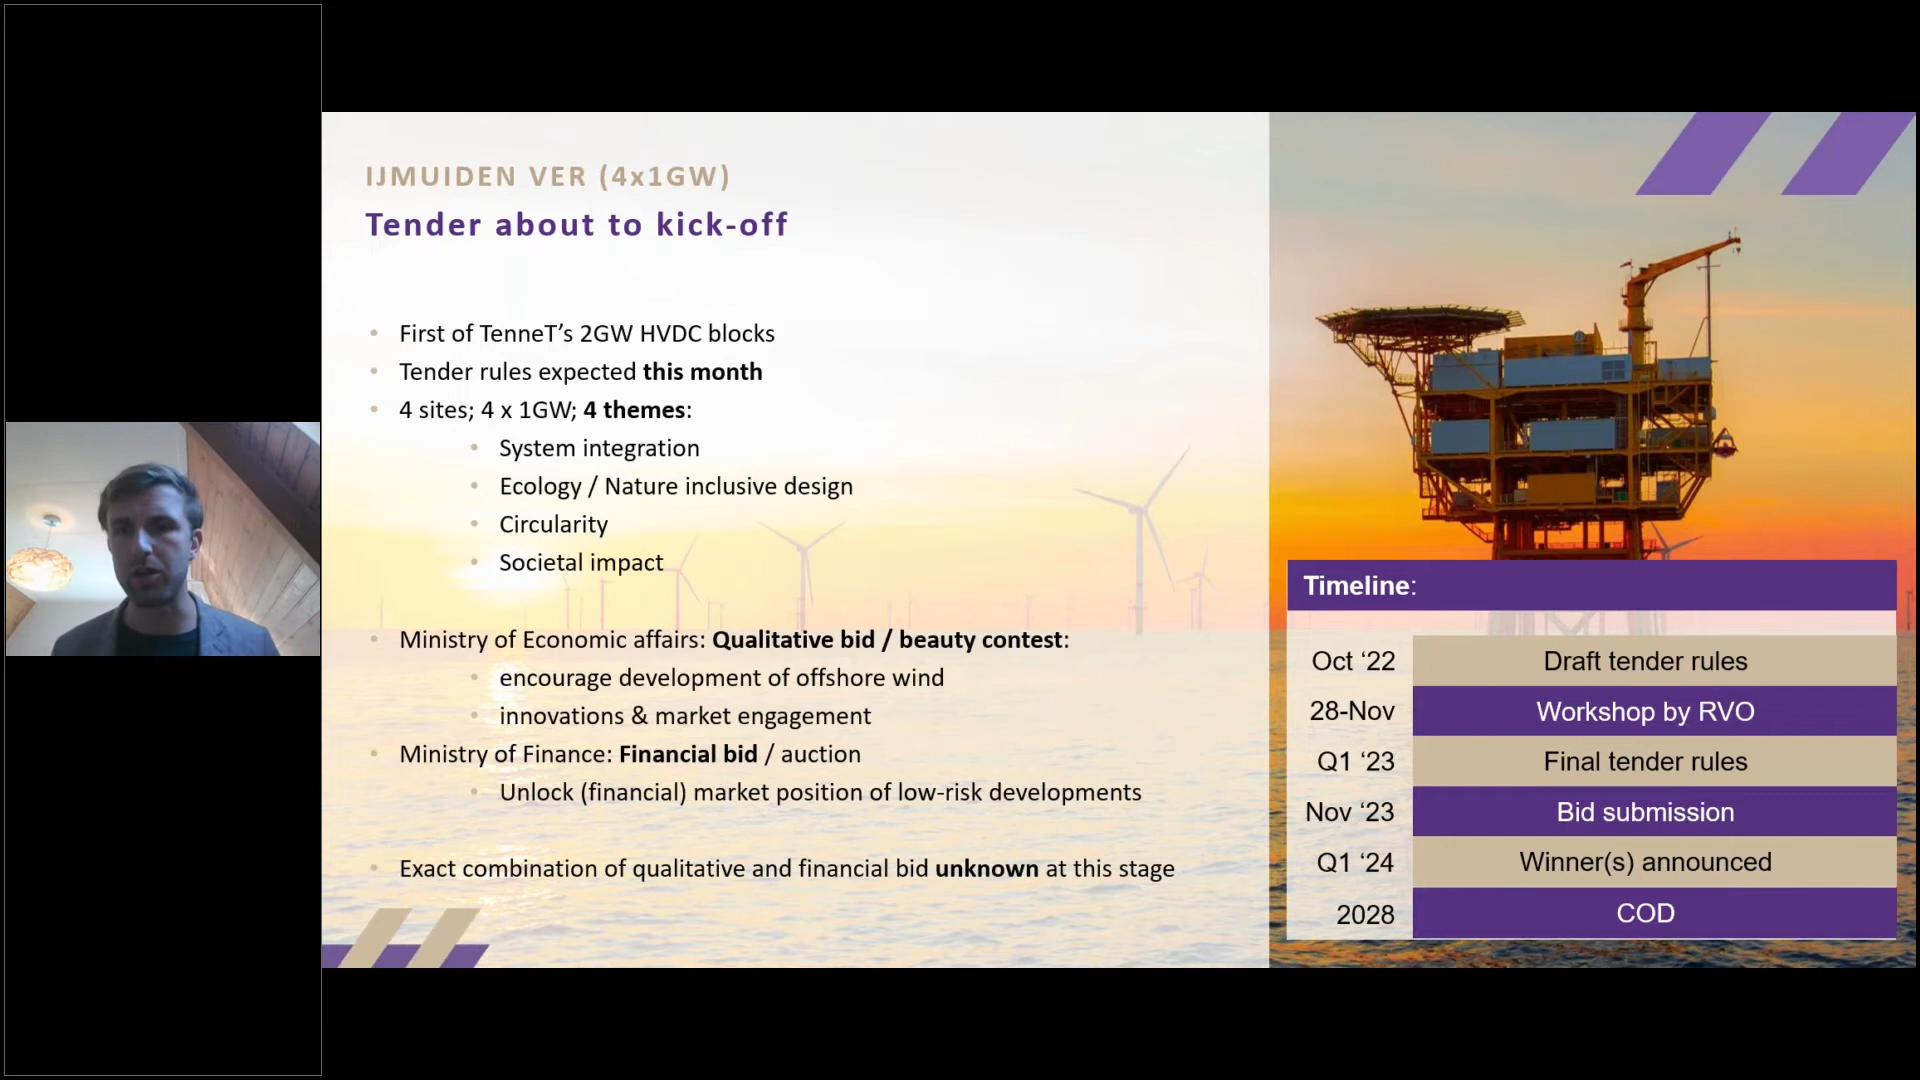 IJMUIDEN VER (4x1GW)
Tender about to kick-off
• First of TenneT’s 2GW HVDC blocks
• Tender rules expected this month
• 4 sites; 4 x 1GW; 4 themes:
• System integration
• Ecology / Nature inclusive design
• Circularity
• Societal impact
• Ministry of Economic affairs: Qualitative bid / beauty contest:
• encourage development of offshore wind
• innovations & market engagement
• Ministry of Finance: Financial bid / auction
• Unlock (financial) market position of low-risk developments
• Exact combination of qualitative and financial bid unknown at this stage
Timeline:
Oct ‘22 Draft tender rules
28-Nov Workshop by RVO
Q1 ‘23 Final tender rules
Nov ‘23 Bid submission
Q1 ‘24 Winner(s) announced
2028 COD